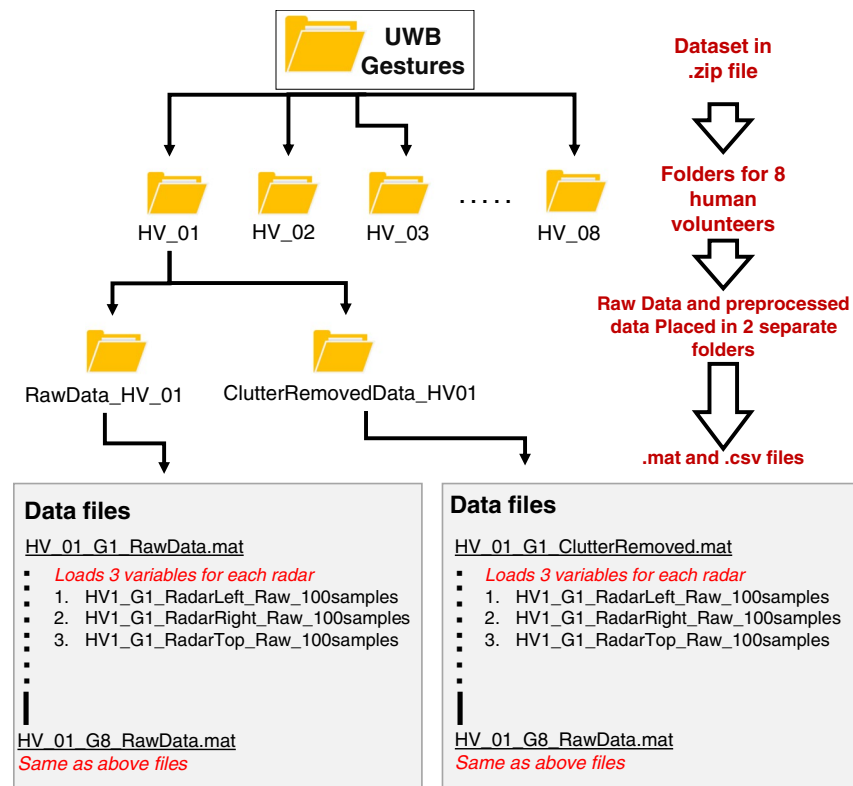 UWB
Gestures
Dataset in
.zip file
HV_01
HV_02
HV_03
.....
HV_08
Folders for 8
human
volunteers
RawData_HV_01
ClutterRemovedData_HV01
Raw Data and preprocessed
data Placed in 2 separate
folders
.mat and .csv files
Data files
HV_01_G1_RawData.mat
Loads 3 variables for each radar
1. HV1_G1_RadarLeft_Raw_100samples
2. HV1_G1_RadarRight_Raw_100samples
3. HV1_G1_RadarTop_Raw_100samples
HV_01_G8_RawData.mat
Same as above files
Data files
HV_01_G1_ClutterRemoved.mat
Loads 3 variables for each radar
1. HV1_G1_RadarLeft_Raw_100samples
2. HV1_G1_RadarRight_Raw_100samples
3. HV1_G1_RadarTop_Raw_100samples
HV_01_G8_RawData.mat
Same as above files